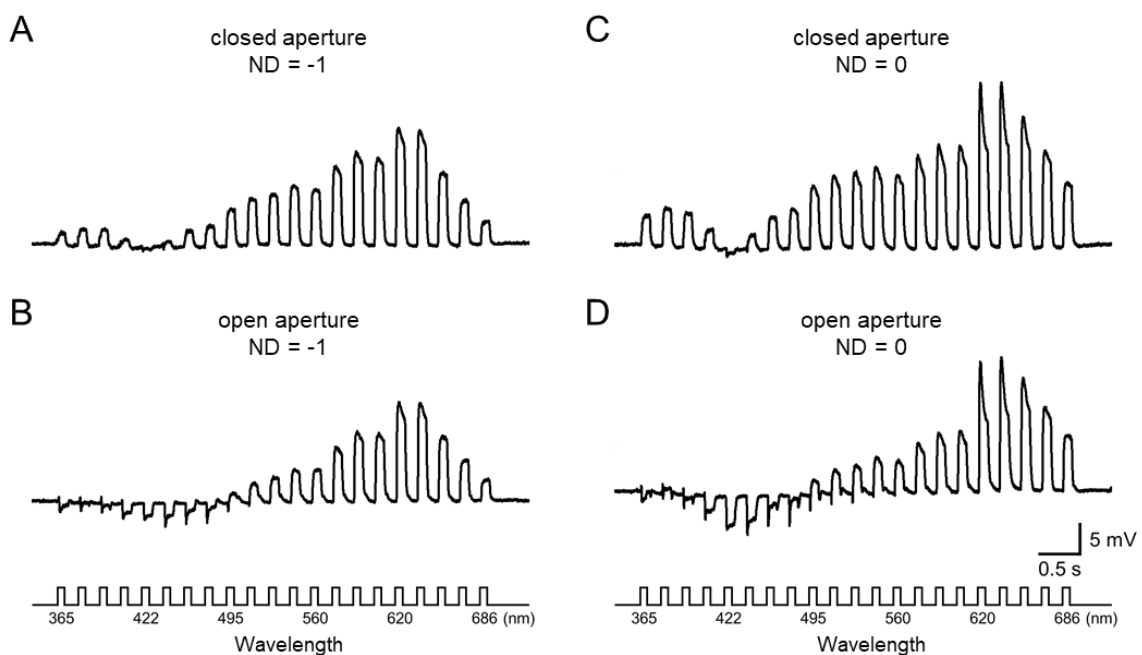 A
closed aperture
ND = -1
C
closed aperture
ND = 0
B
open aperture
ND = -1
D
open aperture
ND = 0
5 mV
0.5 s
365 422 495 560 620 686 (nm)
Wavelength
365 422 495 560 620 686 (nm)
Wavelength